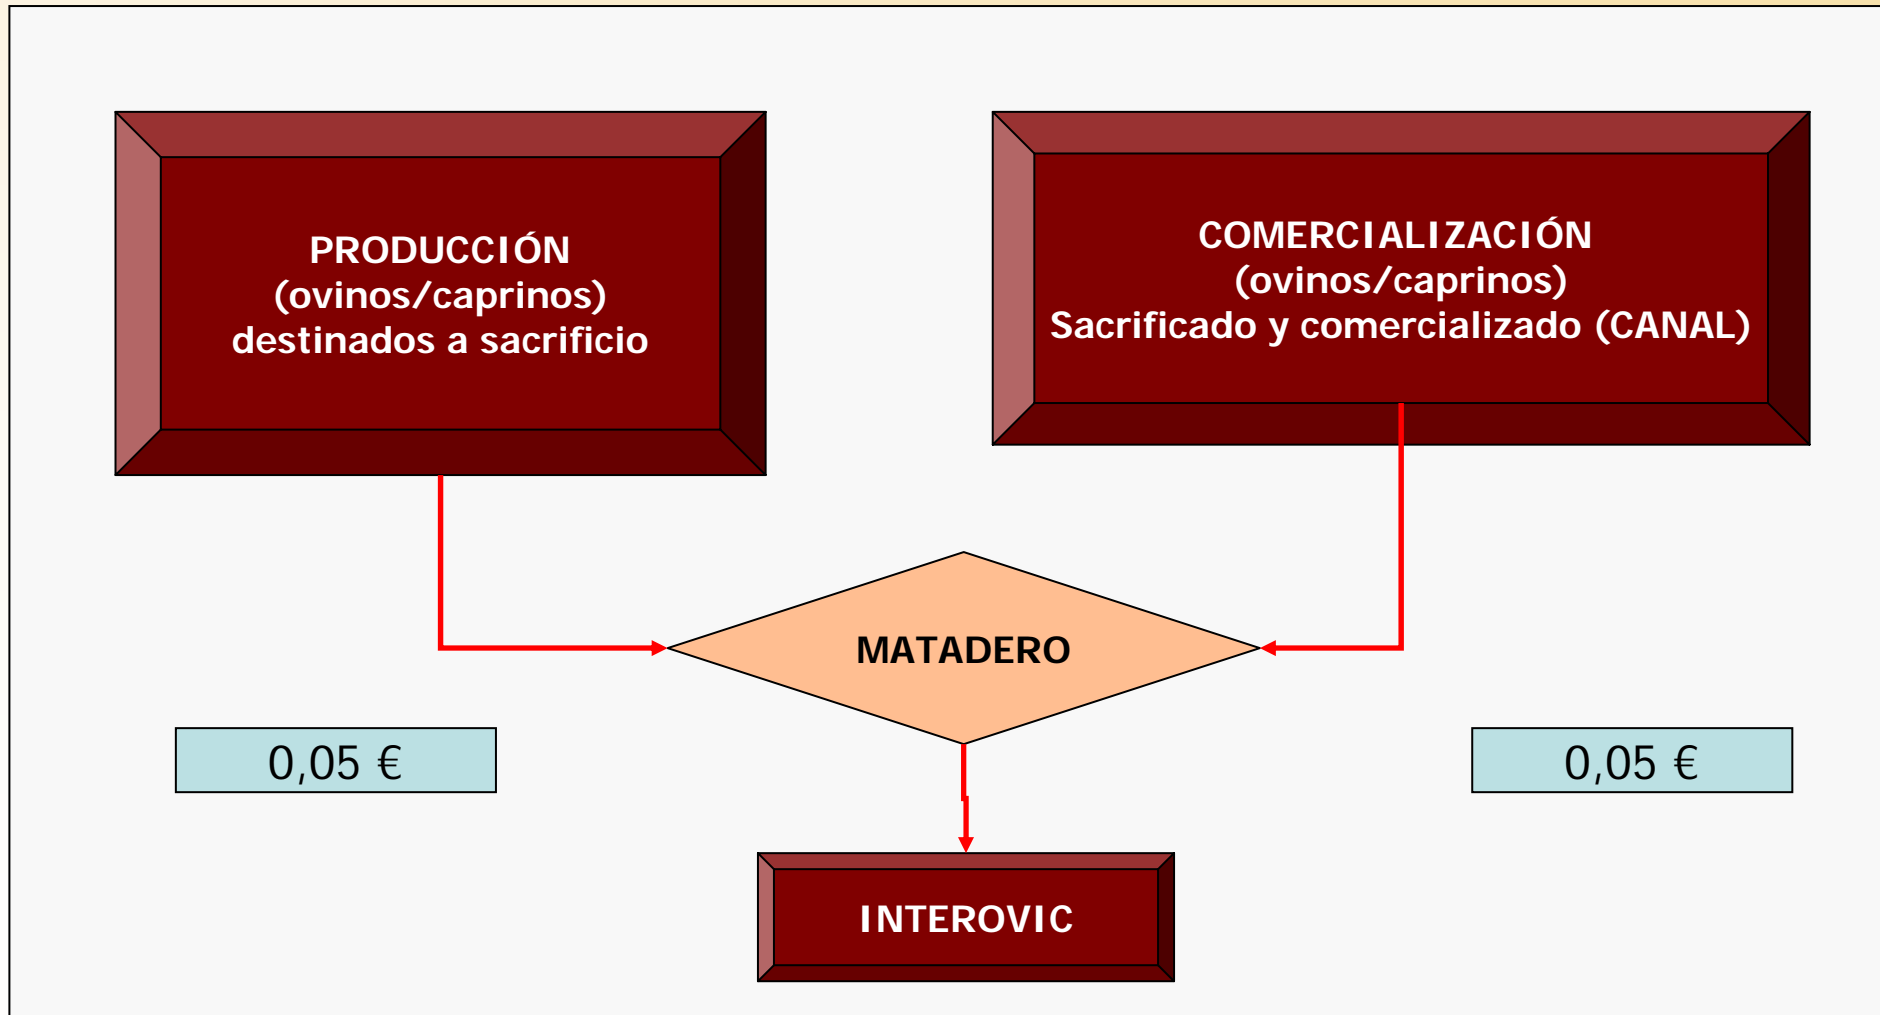 PRODUCCIÓN
(ovinos/caprinos)
destinados a sacrificio
COMERCIALIZACIÓN
(ovinos/caprinos)
Sacrificado y comercializado (CANAL)
MATADERO
0,05 €
0,05 €
INTEROVIC